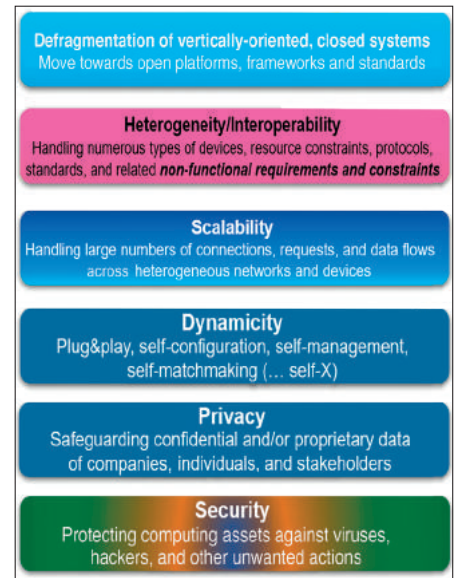 Defragmentation of vertically-oriented, closed systems
Move towards open platforms, frameworks and standards
Heterogeneity/Interoperability
Handling numerous types of devices, resource constraints, protocols,
standards, and related non-functional requirements and constraints
Scalability
Handling large numbers of connections, requests, and data flows
across heterogeneous networks and devices
Dynamicity
Plug&play, self-configuration, self-management,
self-matchmaking (... self-X)
Privacy
Safeguarding confidential and/or proprietary data
of companies, individuals, and stakeholders
Security
Protecting computing assets against viruses,
hackers, and other unwanted actions